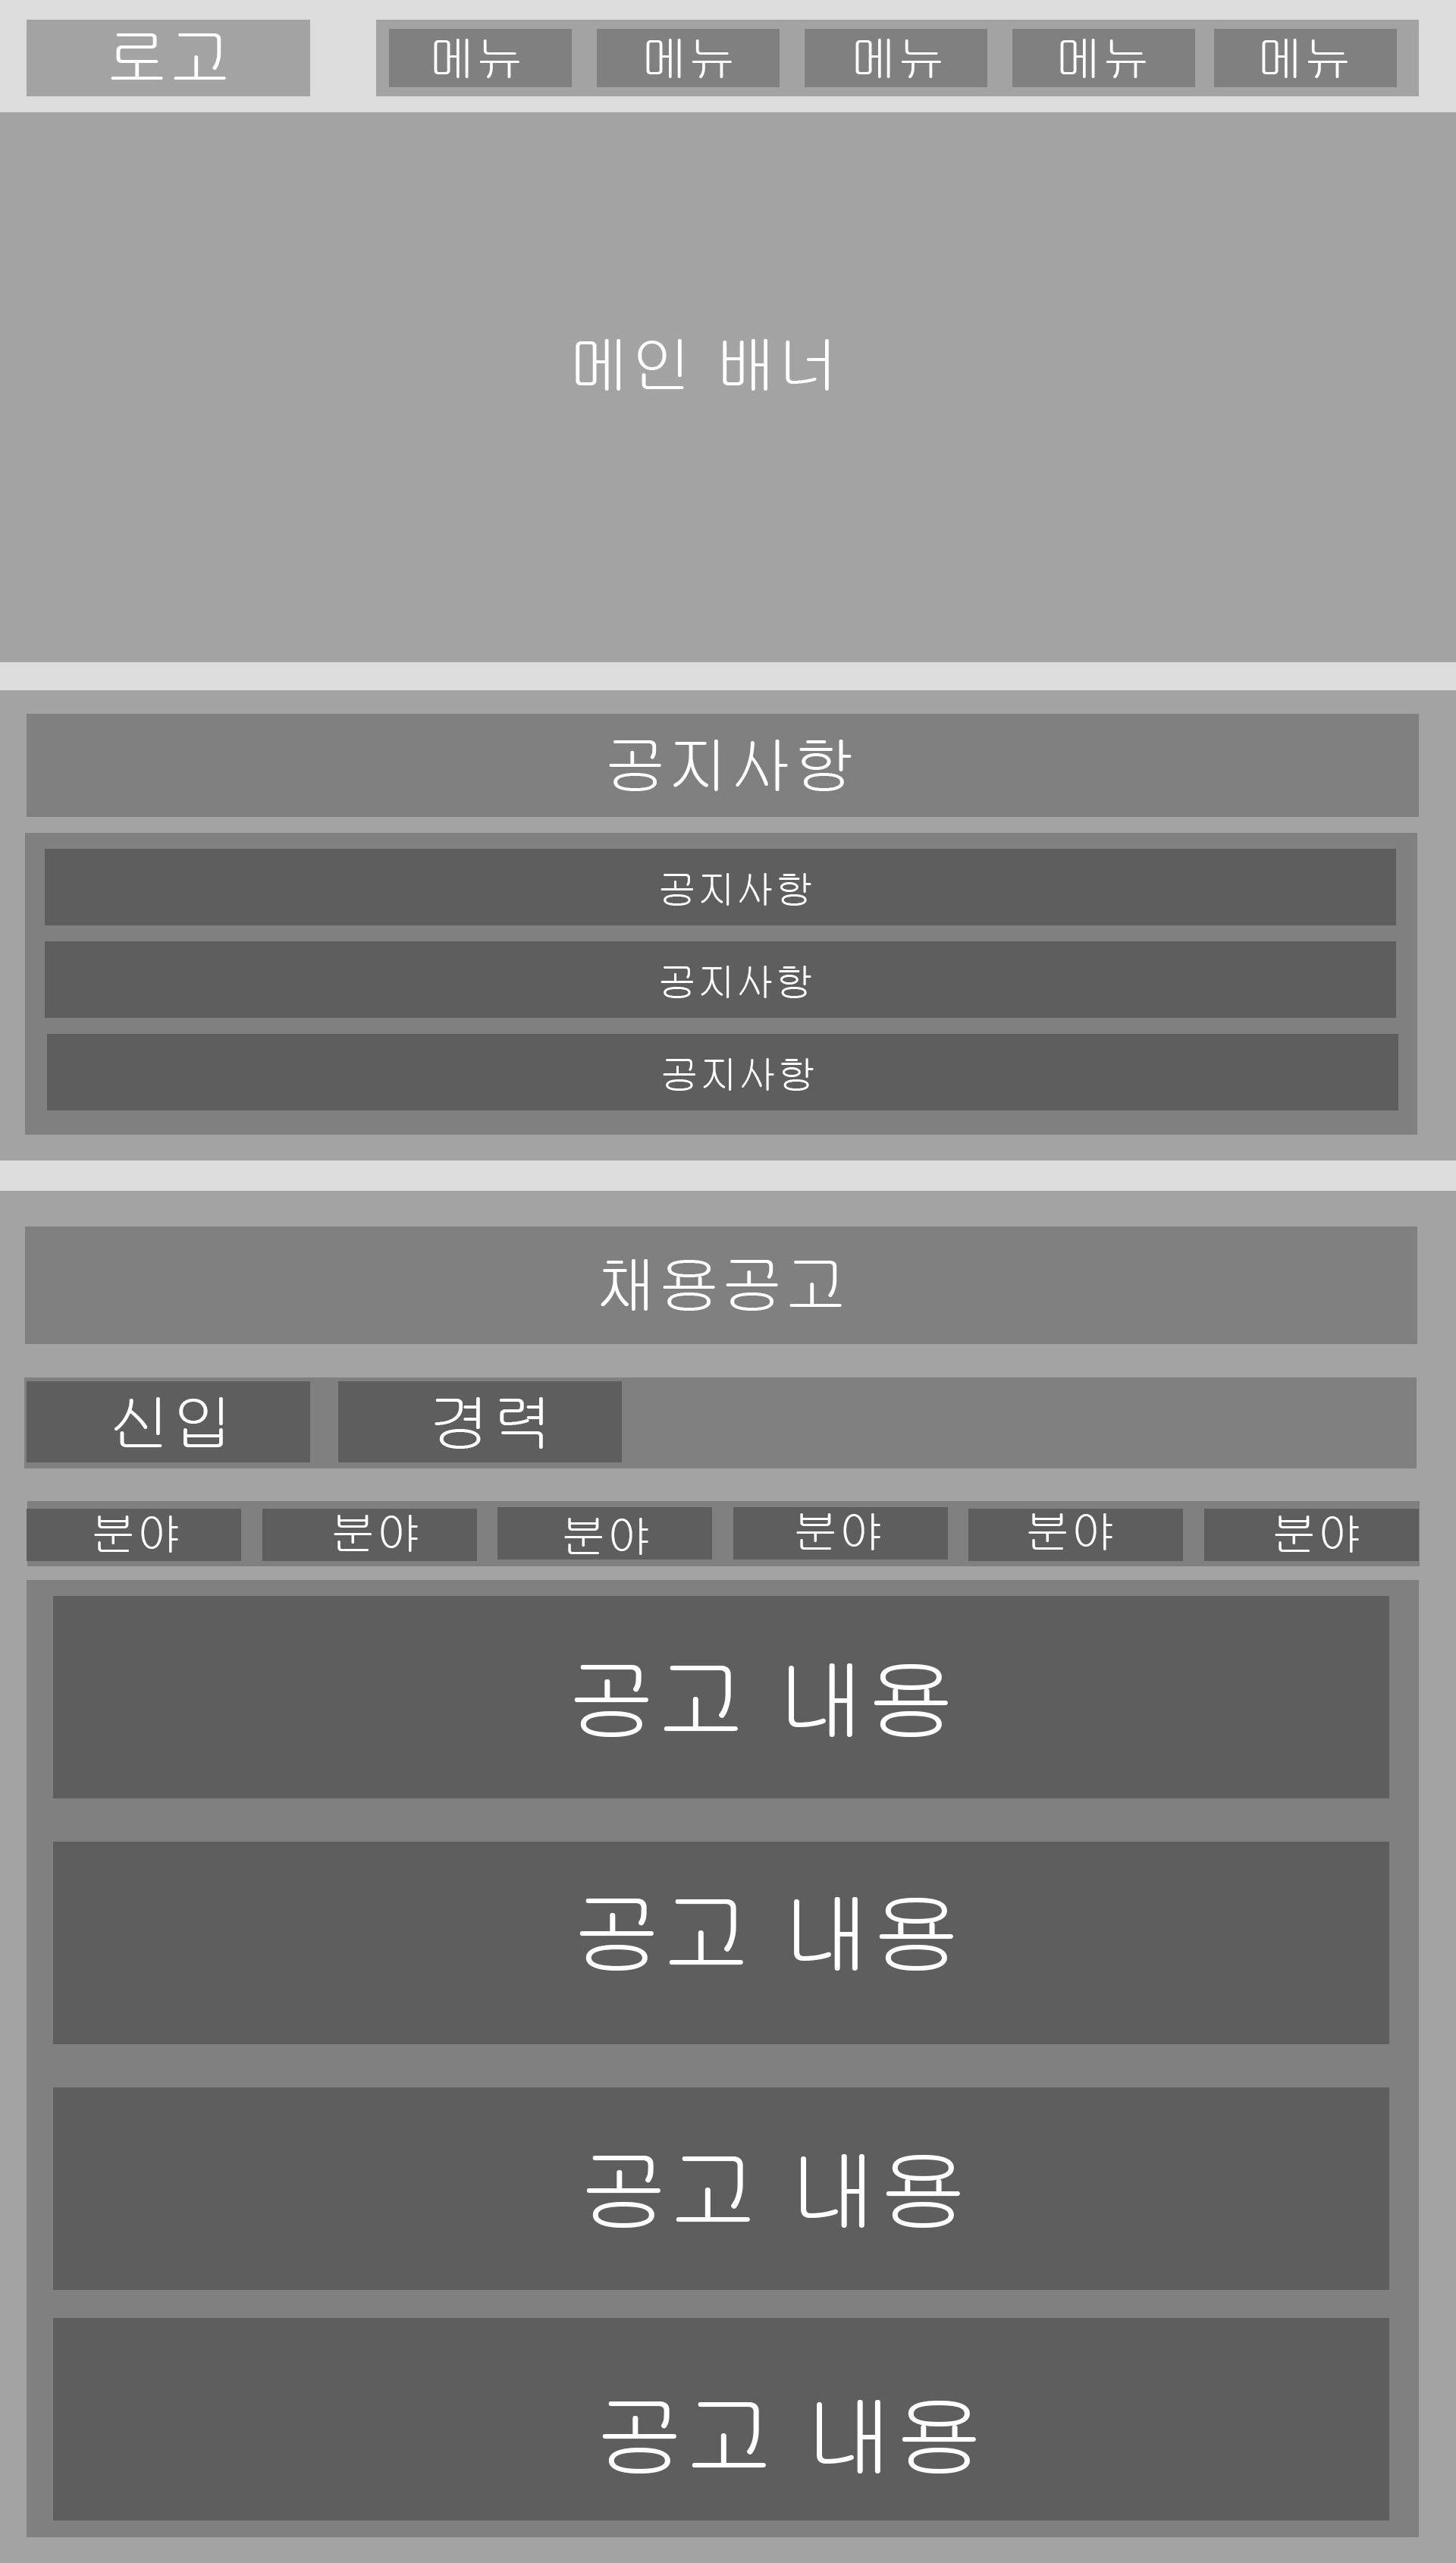 로고
메뉴 메뉴 메뉴 메뉴 메뉴
메인 배너
공지사항
공지사항
공지사항
공지사항
채용공고
신입 경력
분야 분야 분야 분야 분야 분야
공고 내용
공고 내용
공고 내용
공고 내용